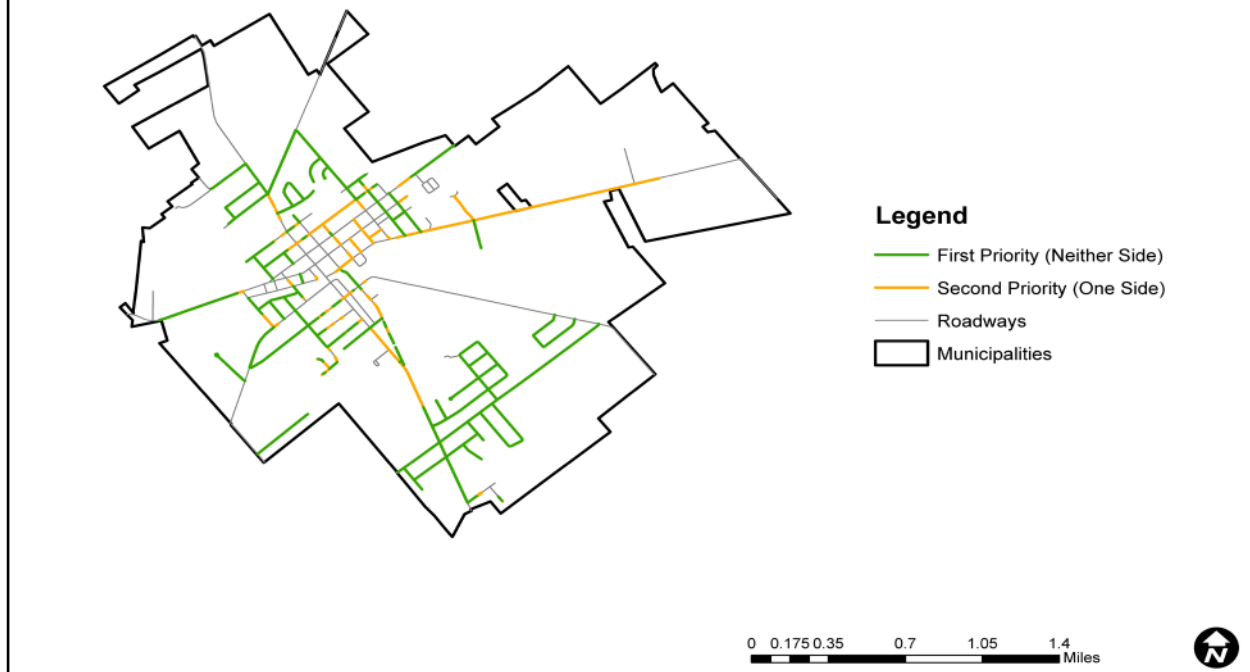 Legend
First Priority (Neither Side)
Second Priority (One Side)
Roadways
Municipalities
0 0.175 0.35 0.7 1.05 1.4
Miles
N